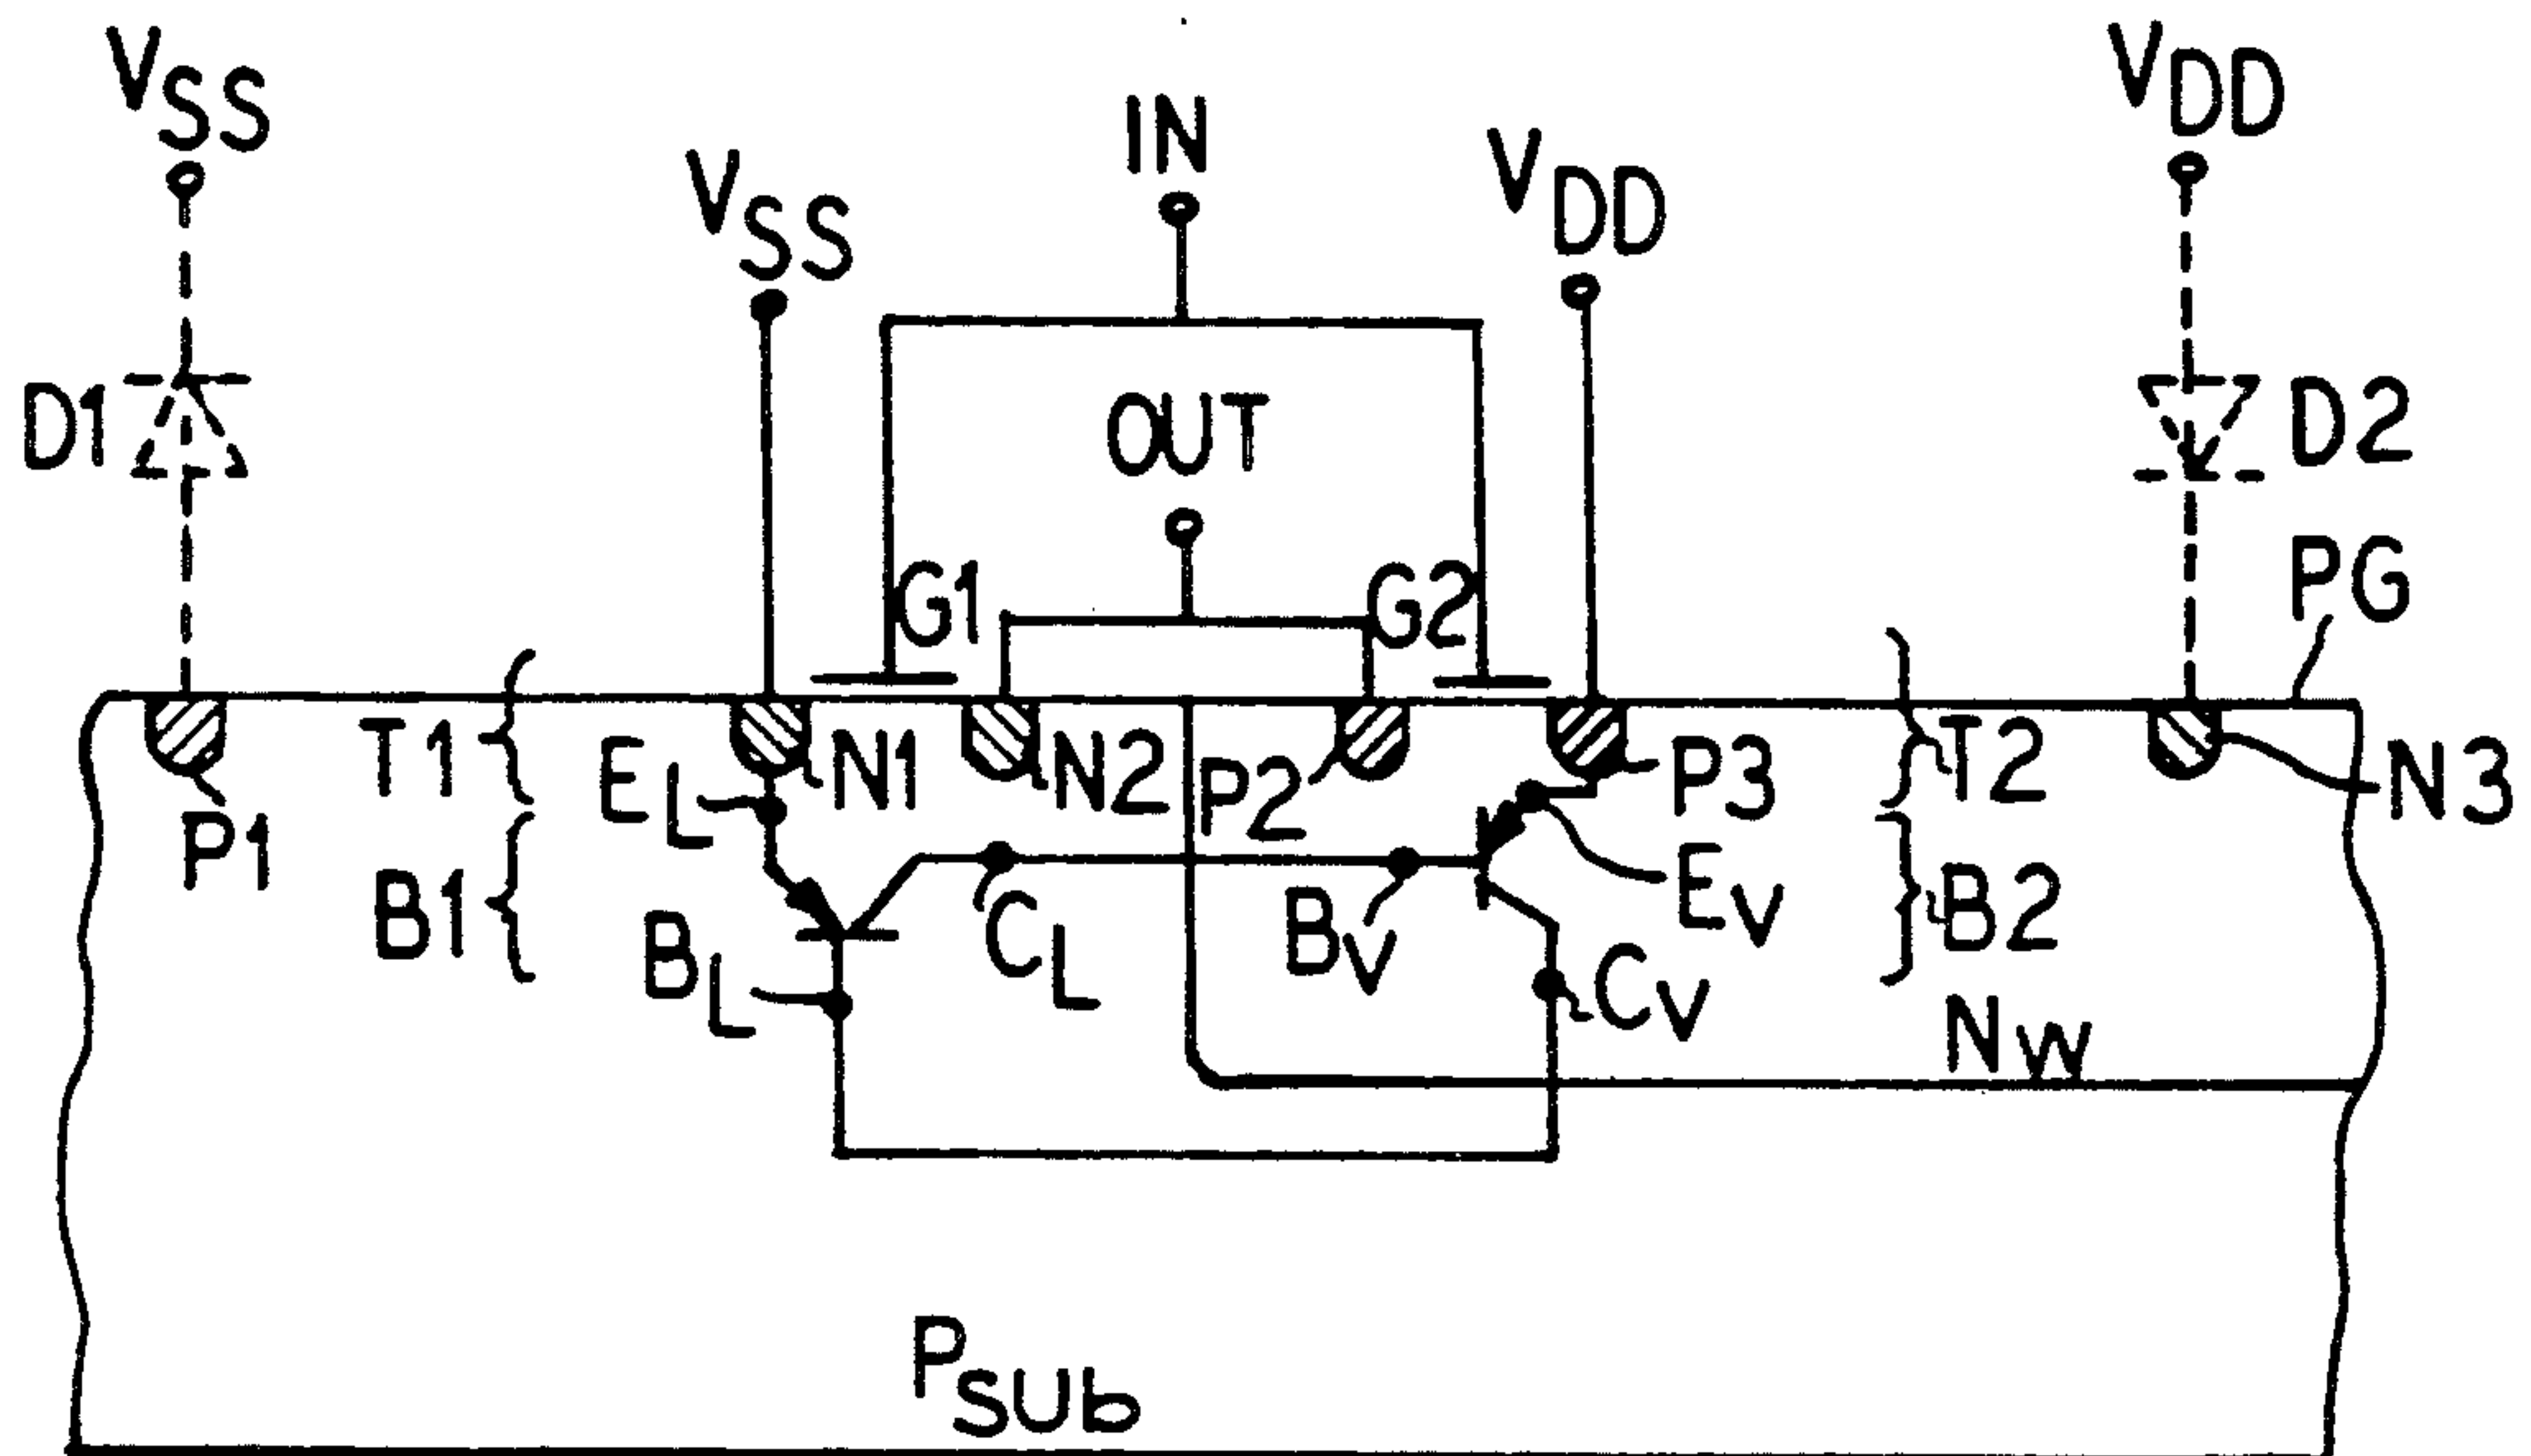 VSS
VDD
IN
VSS
VDD
D1
OUT
D2
G1
G2
PG
T1
EL
N1
N2
P2
P3
T2
N3
P1
B1
BL
CL
BV
EV
B2
CV
NW
PSUb